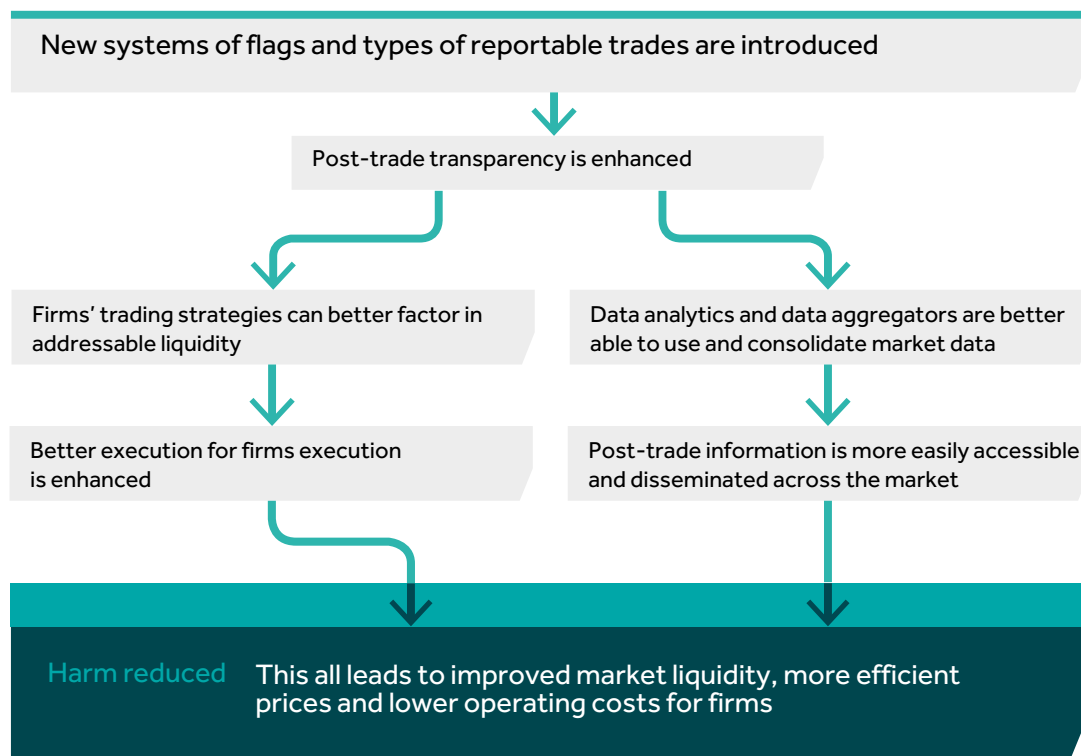 New systems of flags and types of reportable trades are introduced
Post-trade transparency is enhanced
Firms’ trading strategies can better factor in
addressable liquidity
Data analytics and data aggregators are better
able to use and consolidate market data
Better execution for firms execution
is enhanced
Post-trade information is more easily accessible
and disseminated across the market
Harm reduced
This all leads to improved market liquidity, more efficient
prices and lower operating costs for firms